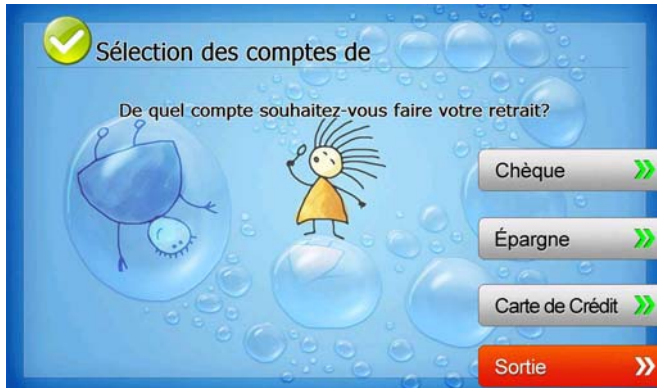 Sélection des comptes de
De quel compte souhaitez-vous faire votre retrait?
Chèque
Épargne
Carte de Crédit
Sortie